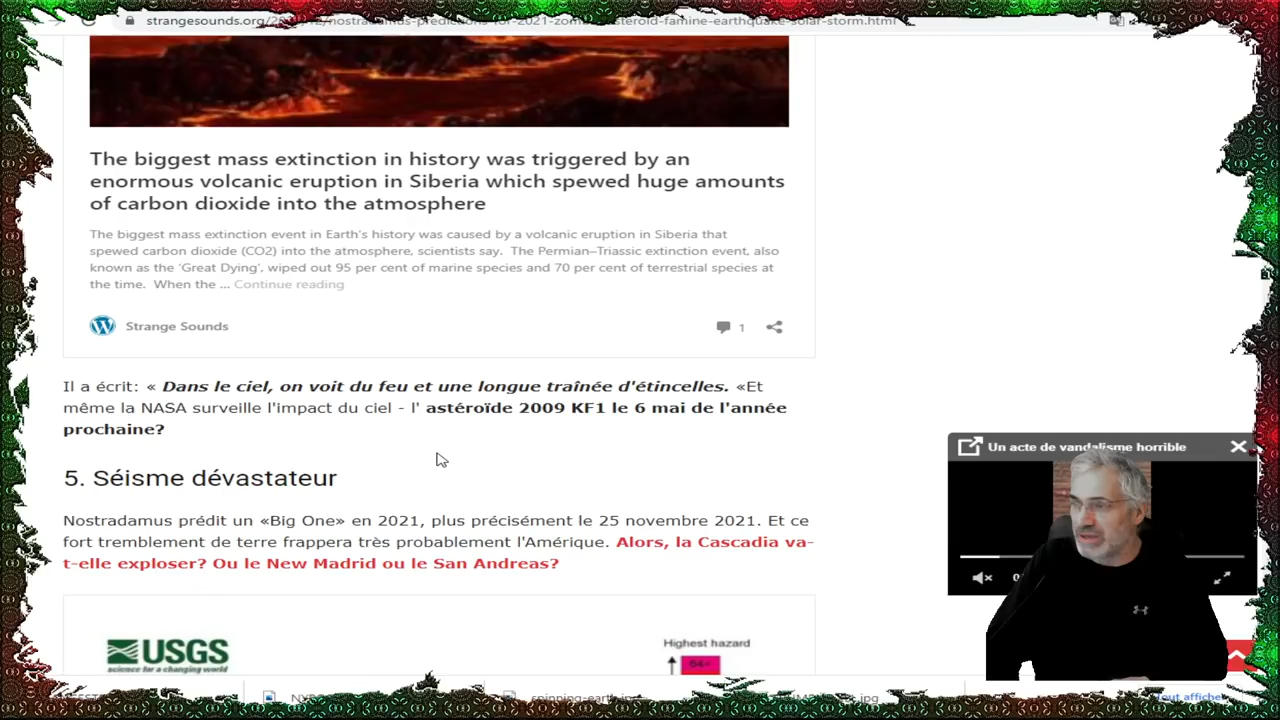 strangesounds.org/
nostradamus-predictions-for-2021-
-famine-earthquake-solar-storm.html
The biggest mass extinction in history was triggered by an
enormous volcanic eruption in Siberia which spewed huge amounts
of carbon dioxide into the atmosphere
The biggest mass extinction event in Earth's history was caused by a volcanic eruption in Siberia that
spewed carbon dioxide (CO2) into the atmosphere, scientists say. The Permian–Triassic extinction event, also
known as the 'Great Dying', wiped out 95 per cent of marine species and 70 per cent of terrestrial species at
the time. When the ... Continue reading
Strange Sounds
1
Il a écrit: « Dans le ciel, on voit du feu et une longue traînée d'étincelles. «Et
même la NASA surveille l'impact du ciel - l' astéroïde 2009 KF1 le 6 mai de l'année
prochaine?
Un acte de vandalisme horrible
5. Séisme dévastateur
Nostradamus prédit un «Big One» en 2021, plus précisément le 25 novembre 2021. Et ce
fort tremblement de terre frappera très probablement l'Amérique. Alors, la Cascadia va-
t-elle exploser? Ou le New Madrid ou le San Andreas?
USGS
science for a changing world
Highest hazard
64+